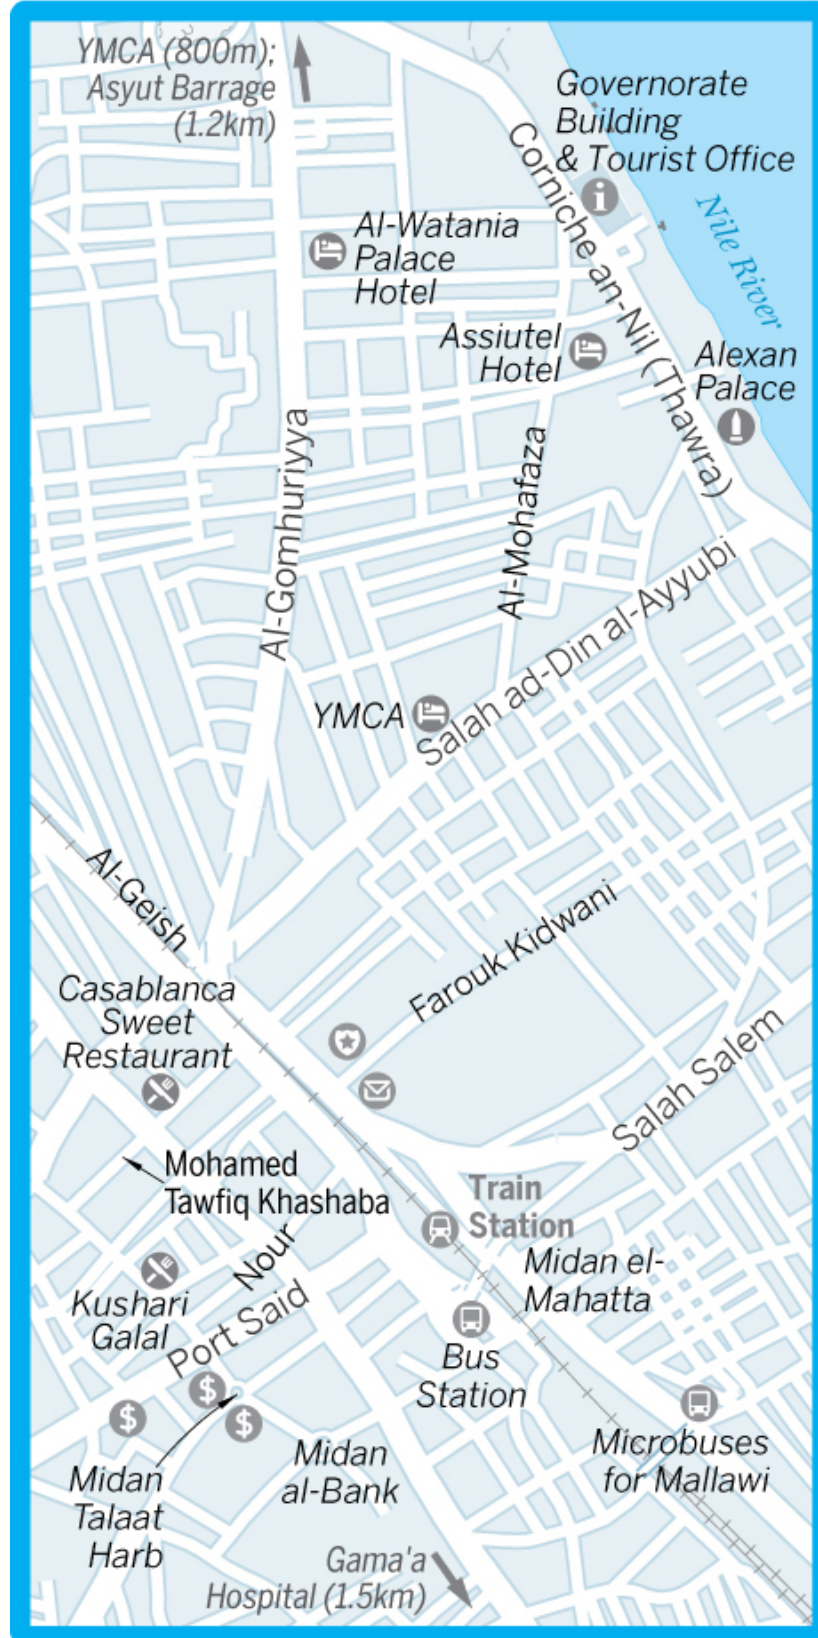 YMCA (800m);
Asyut Barrage
(1.2km)
Governorate
Building
& Tourist Office
Corniche an-Nil (Thawra)
Nile River
Al-Watania
Palace
Hotel
Assiutel
Hotel
Alexan
Palace
Al-Gomhuriyya
Al-Mohafaza
Salah ad-Din al-Ayyubi
YMCA
Al-Geish
Farouk Kidwani
Casablanca
Sweet
Restaurant
Salah Salem
Mohamed
Tawfiq Khashaba
Train
Station
Nour
Midan el-
Mahatta
Kushari
Galal
Port Said
Bus
Station
$
$
$
Midan
al-Bank
Microbuses
for Mallawi
Midan
Talaat
Harb
Gama'a
Hospital (1.5km)